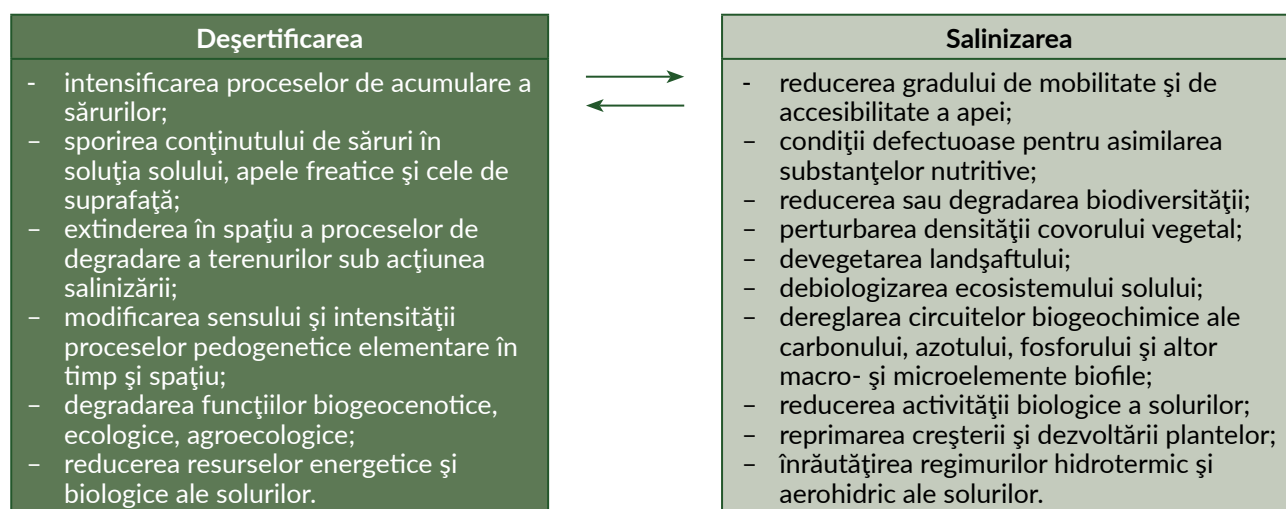 Deşertificarea
- intensificarea proceselor de acumulare a
sărurilor;
– sporirea conţinutului de săruri în
soluţia solului, apele freatice şi cele de
suprafaţă;
– extinderea în spaţiu a proceselor de
degradare a terenurilor sub acţiunea
salinizării;
– modificarea sensului şi intensităţii
proceselor pedogenetice elementare în
timp şi spaţiu;
– degradarea funcţiilor biogeocenotice,
ecologice, agroecologice;
– reducerea resurselor energetice şi
biologice ale solurilor.
Salinizarea
- reducerea gradului de mobilitate şi de
accesibilitate a apei;
– condiţii defectuoase pentru asimilarea
substanţelor nutritive;
– reducerea sau degradarea biodiversităţii;
– perturbarea densităţii covorului vegetal;
– devegetarea landşaftului;
– debiologizarea ecosistemului solului;
– dereglarea circuitelor biogeochimice ale
carbonului, azotului, fosforului şi altor
macro- şi microelemente biofile;
– reducerea activităţii biologice a solurilor;
– reprimarea creşterii şi dezvoltării plantelor;
– înrăutăţirea regimurilor hidrotermic şi
aerohidric ale solurilor.